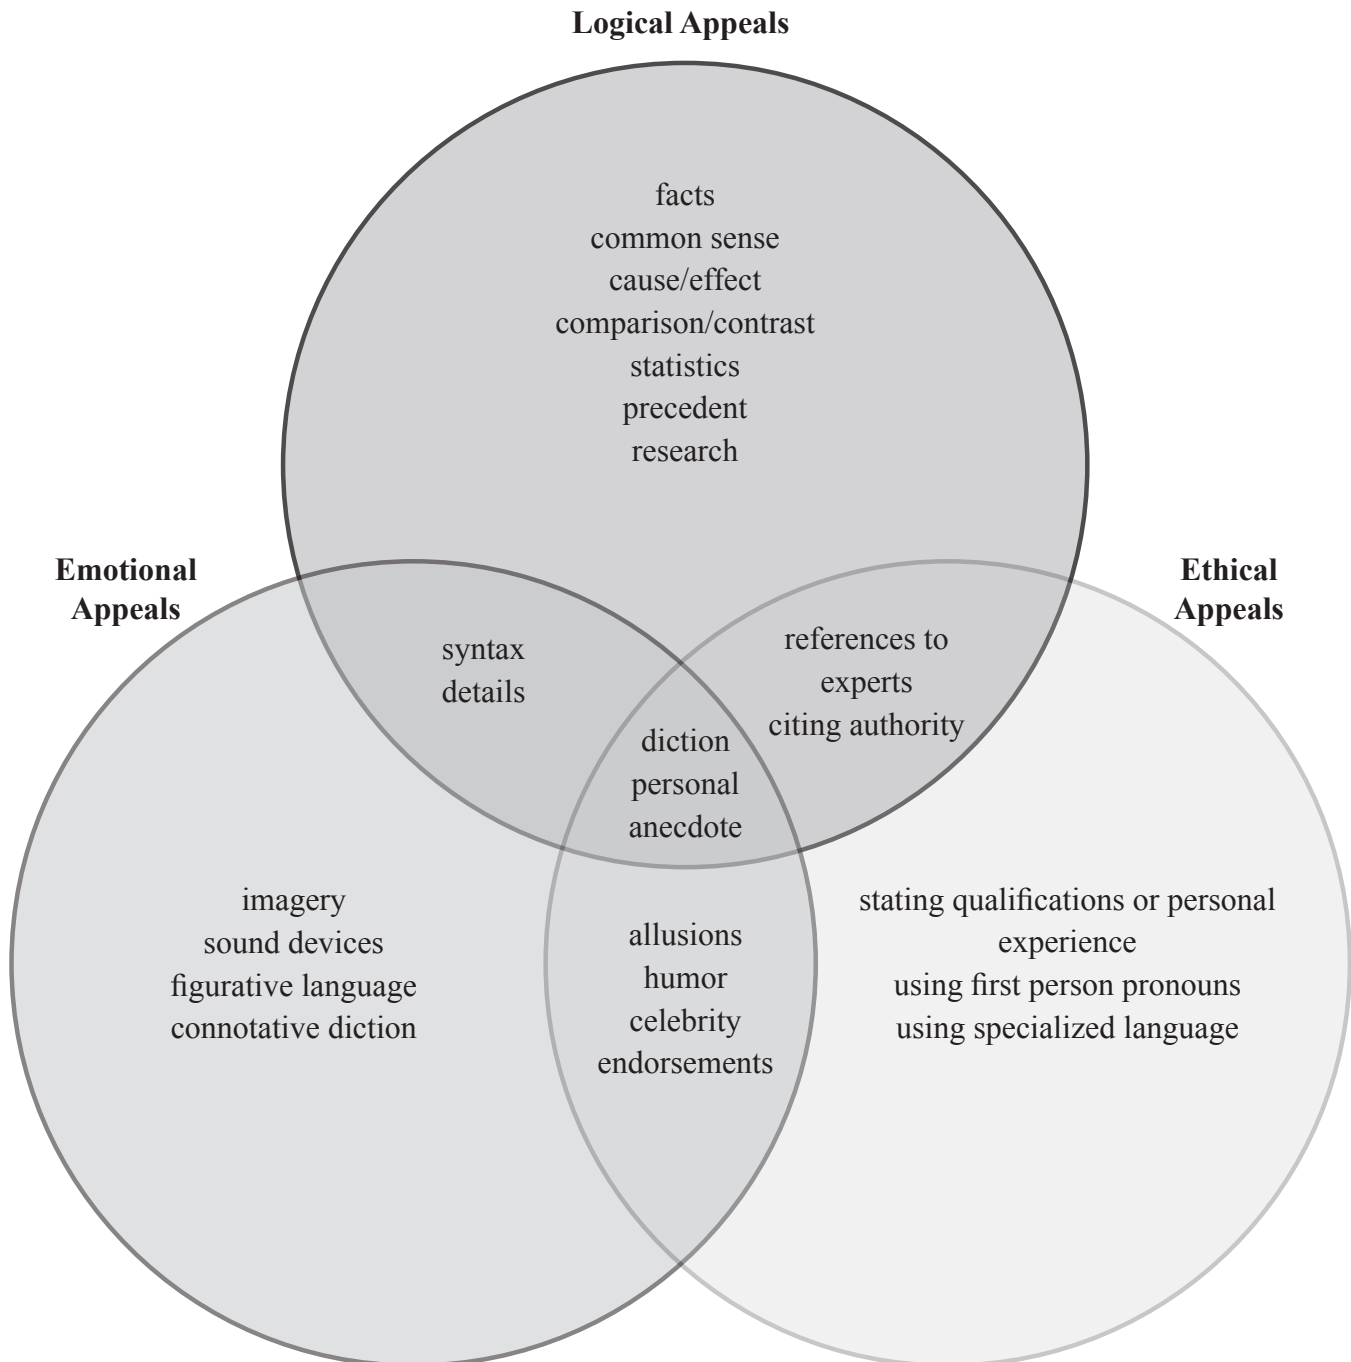 Logical Appeals
facts
common sense
cause/effect
comparison/contrast
statistics
precedent
research
Emotional
Appeals
Ethical
Appeals
syntax
details
references to
experts
citing authority
diction
personal
anecdote
imagery
sound devices
figurative language
connotative diction
allusions
humor
celebrity
endorsements
stating qualifications or personal
experience
using first person pronouns
using specialized language